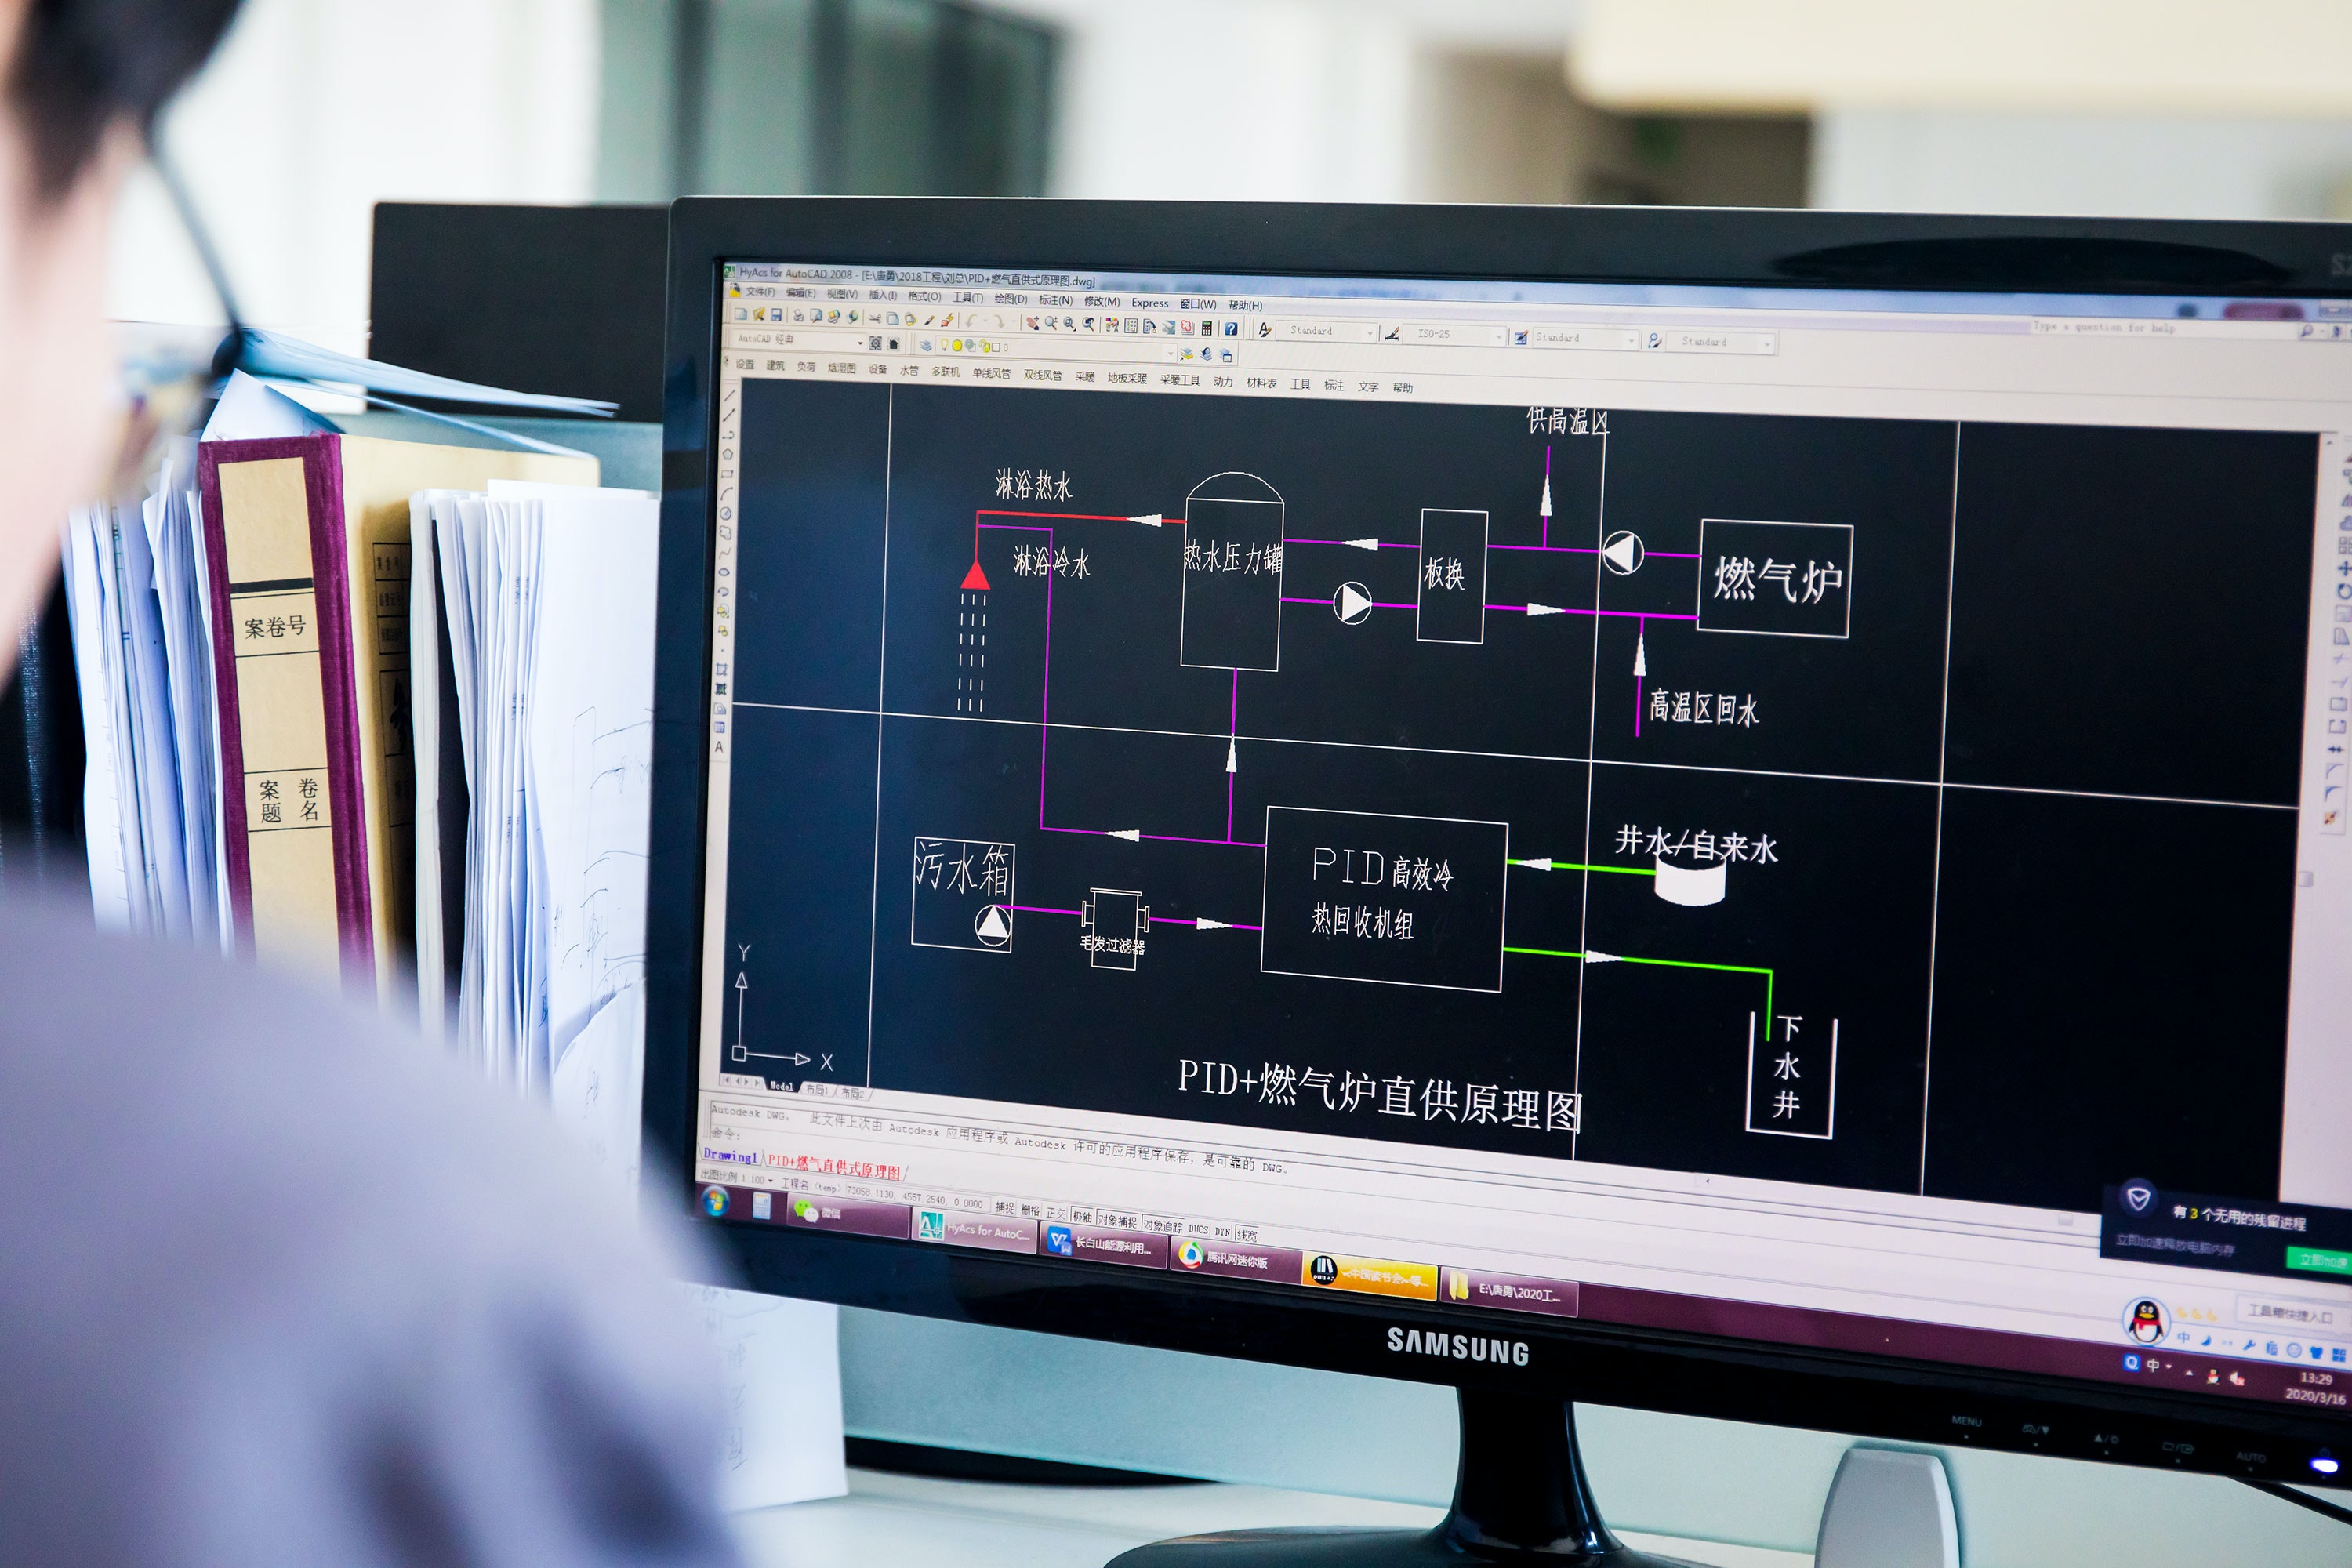 案卷号
案 卷
题 名
HyAcs for AutoCAD 2008 - [E:\唐勇\2018工程\刘总\PID+燃气直供式原理图.dwg]
文件(F) 编辑(E) 视图(V) 插入(I) 格式(O) 工具(T) 绘图(D) 标注(N) 修改(M) Express 窗口(W) 帮助(H)
Type a question for help
Standard ISO-25 Standard Standard
AutoCAD 经典 0
设置 建筑 负荷 焓湿图 设备 水管 多联机 单线风管 双线风管 采暖 地板采暖 采暖工具 动力 材料表 工具 标注 文字 帮助
供高温区
淋浴热水
淋浴冷水
热水压力罐
板换
燃气炉
高温区回水
井水/自来水
污水箱
毛发过滤器
PID高效冷
热回收机组
下
水
井
Y
X
A
PID+燃气炉直供原理图
Model 布局1 布局2
Autodesk DWG。 此文件上次由 Autodesk 应用程序或 Autodesk 许可的应用程序保存，是可靠的 DWG。
命令:
Drawing1 PID+燃气直供式原理图
出图比例 1:100 工程名 <temp> 73058.1130, 4557.2540, 0.0000 捕捉 栅格 正交 极轴 对象捕捉 对象追踪 DUCS DYN 线宽
微信 HyAcs for AutoC... 长白山能源利用... 腾讯网迷你版 E:\唐勇\2020工...
有 3 个无用的残留进程
立即加速释放电脑内存
立即加速
工具箱快捷入口
中
中
13:29
2020/3/16
SAMSUNG
MENU
AUTO